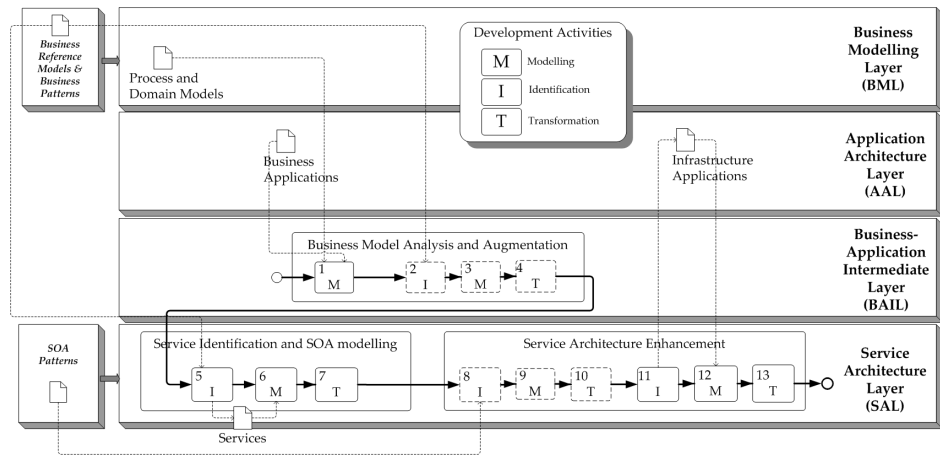 Business
Reference
Models &
Business
Patterns
Process and
Domain Models
Development Activities
M Modelling
I Identification
T Transformation
Business
Modelling
Layer
(BML)
Business
Applications
Infrastructure
Applications
Application
Architecture
Layer
(AAL)
Business Model Analysis and Augmentation
1 2 3 4
M I M T
Business-
Application
Intermediate
Layer
(BAIL)
SOA
Patterns
Service Identification and SOA modelling
5 6 7
I M T
Services
Service Architecture Enhancement
8 9 10 11 12 13
I M T I M T
Service
Architecture
Layer
(SAL)